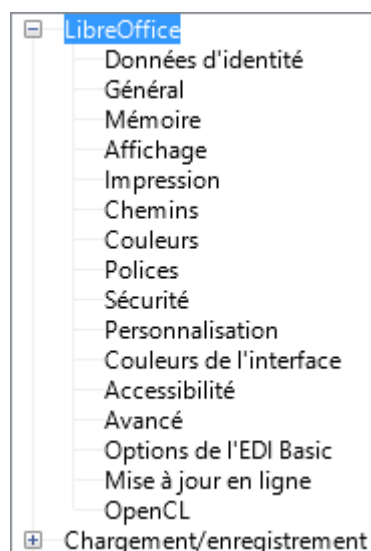 LibreOffice
Données d'identité
Général
Mémoire
Affichage
Impression
Chemins
Couleurs
Polices
Sécurité
Personnalisation
Couleurs de l'interface
Accessibilité
Avancé
Options de l'EDI Basic
Mise à jour en ligne
OpenCL
Chargement/enregistrement